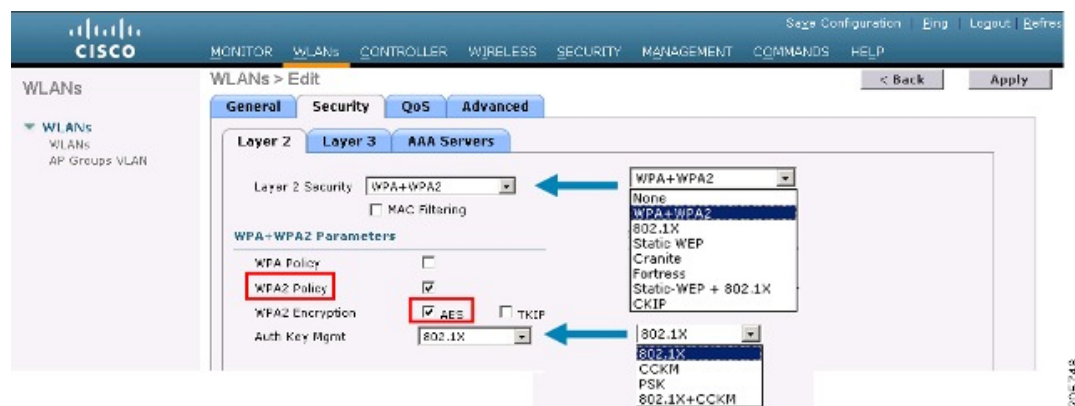 Save Configuration | Ping | Logout | Refres
CISCO
MONITOR WLANs CONTROLLER WIRELESS SECURITY MANAGEMENT COMMANDS HELP
WLANs
WLANs > Edit
< Back
Apply
General Security QoS Advanced
WLANs
WLANs
AP Groups VLAN
Layer 2 Layer 3 AAA Servers
Layer 2 Security WPA+WPA2
MAC Filtering
WPA+WPA2 Parameters
WPA Policy
WPA2 Policy
WPA2 Encryption AES TKIP
Auth Key Mgmt 802.1X
WPA+WPA2
None
WPA+WPA2
802.1X
Static WEP
Cranite
Fortress
Static-WEP + 802.1X
CKIP
802.1X
802.1X
CCKM
PSK
802.1X+CCKM